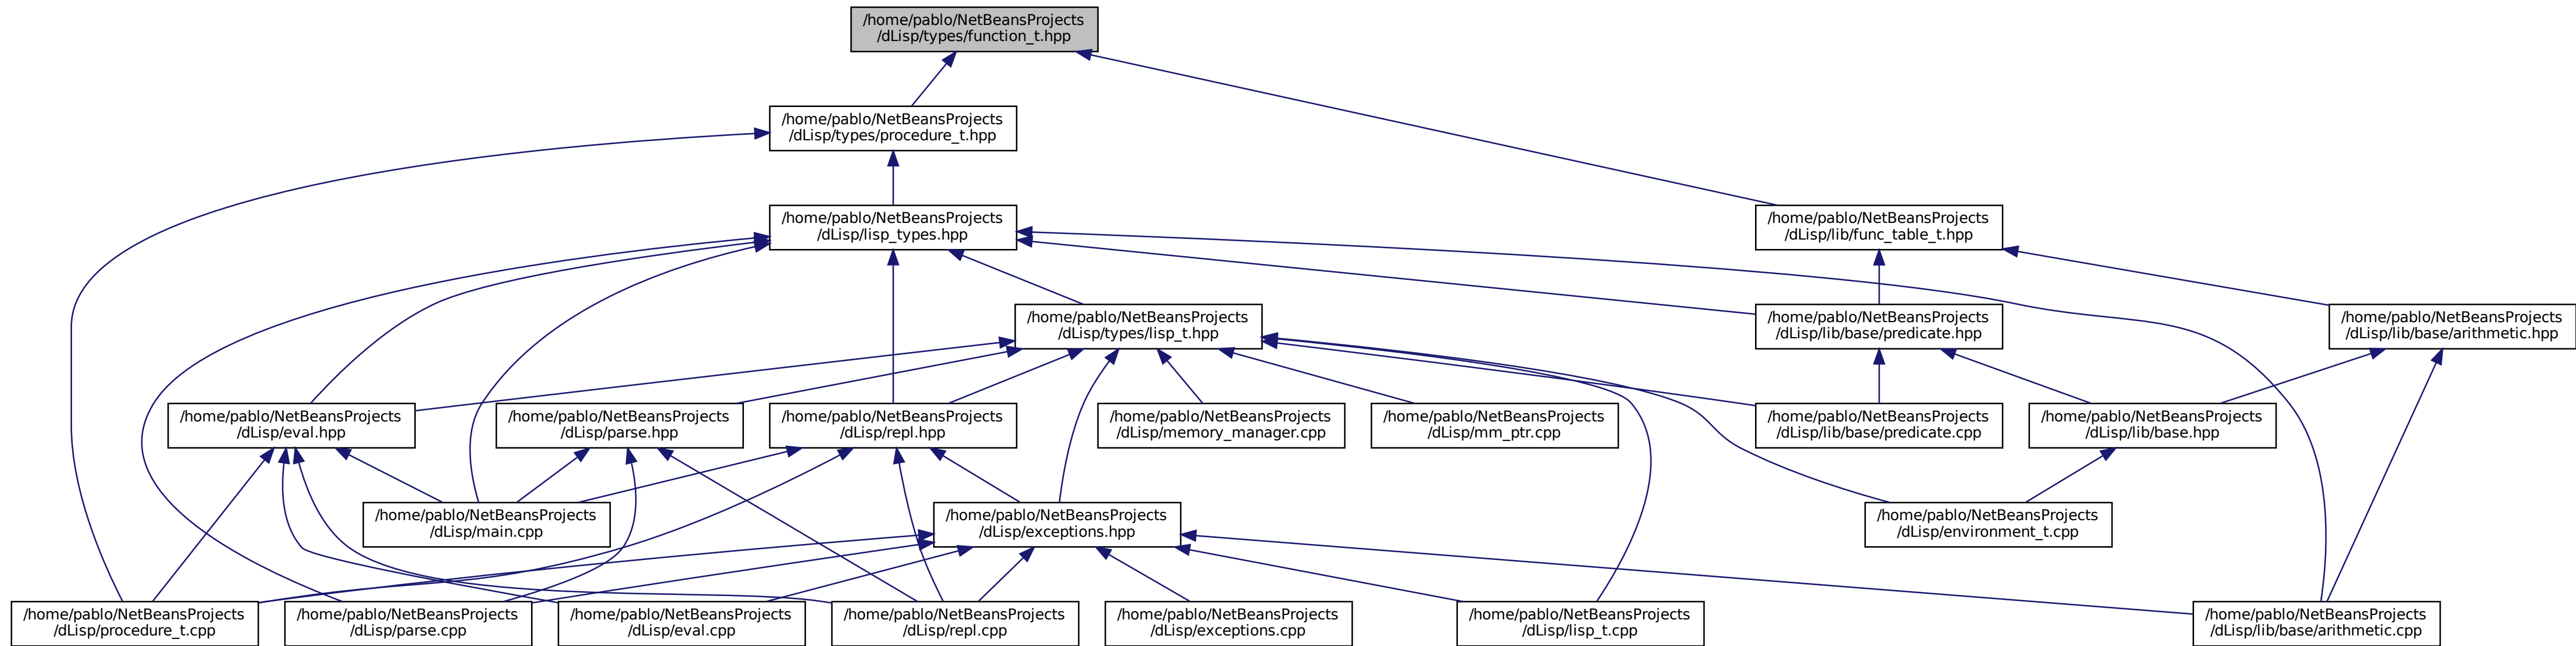 /home/pablo/NetBeansProjects
/dLisp/types/function_t.hpp
/home/pablo/NetBeansProjects
/dLisp/types/procedure_t.hpp
/home/pablo/NetBeansProjects
/dLisp/lisp_types.hpp
/home/pablo/NetBeansProjects
/dLisp/lib/func_table_t.hpp
/home/pablo/NetBeansProjects
/dLisp/types/lisp_t.hpp
/home/pablo/NetBeansProjects
/dLisp/lib/base/predicate.hpp
/home/pablo/NetBeansProjects
/dLisp/lib/base/arithmetic.hpp
/home/pablo/NetBeansProjects
/dLisp/eval.hpp
/home/pablo/NetBeansProjects
/dLisp/parse.hpp
/home/pablo/NetBeansProjects
/dLisp/repl.hpp
/home/pablo/NetBeansProjects
/dLisp/memory_manager.cpp
/home/pablo/NetBeansProjects
/dLisp/mm_ptr.cpp
/home/pablo/NetBeansProjects
/dLisp/lib/base/predicate.cpp
/home/pablo/NetBeansProjects
/dLisp/lib/base.hpp
/home/pablo/NetBeansProjects
/dLisp/main.cpp
/home/pablo/NetBeansProjects
/dLisp/exceptions.hpp
/home/pablo/NetBeansProjects
/dLisp/environment_t.cpp
/home/pablo/NetBeansProjects
/dLisp/procedure_t.cpp
/home/pablo/NetBeansProjects
/dLisp/parse.cpp
/home/pablo/NetBeansProjects
/dLisp/eval.cpp
/home/pablo/NetBeansProjects
/dLisp/repl.cpp
/home/pablo/NetBeansProjects
/dLisp/exceptions.cpp
/home/pablo/NetBeansProjects
/dLisp/lisp_t.cpp
/home/pablo/NetBeansProjects
/dLisp/lib/base/arithmetic.cpp